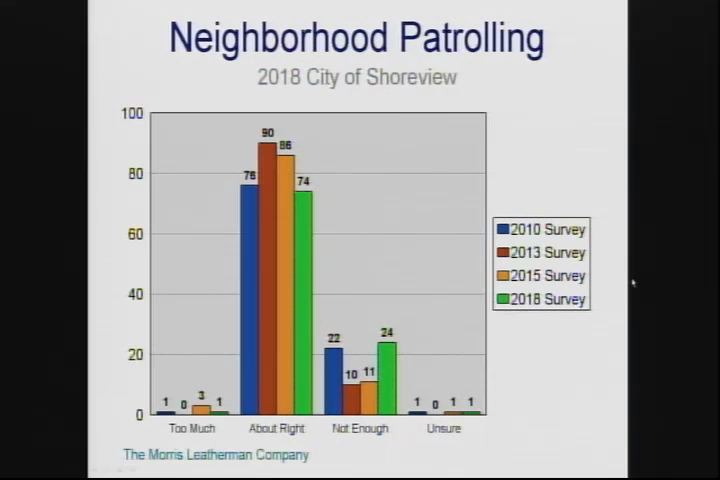 Neighborhood Patrolling
2018 City of Shoreview
100
80
60
40
20
0
1 0 3 1
76 90 86 74
22 10 11 24
1 0 1 1
Too Much About Right Not Enough Unsure
2010 Survey
2013 Survey
2015 Survey
2018 Survey
The Morris Leatherman Company